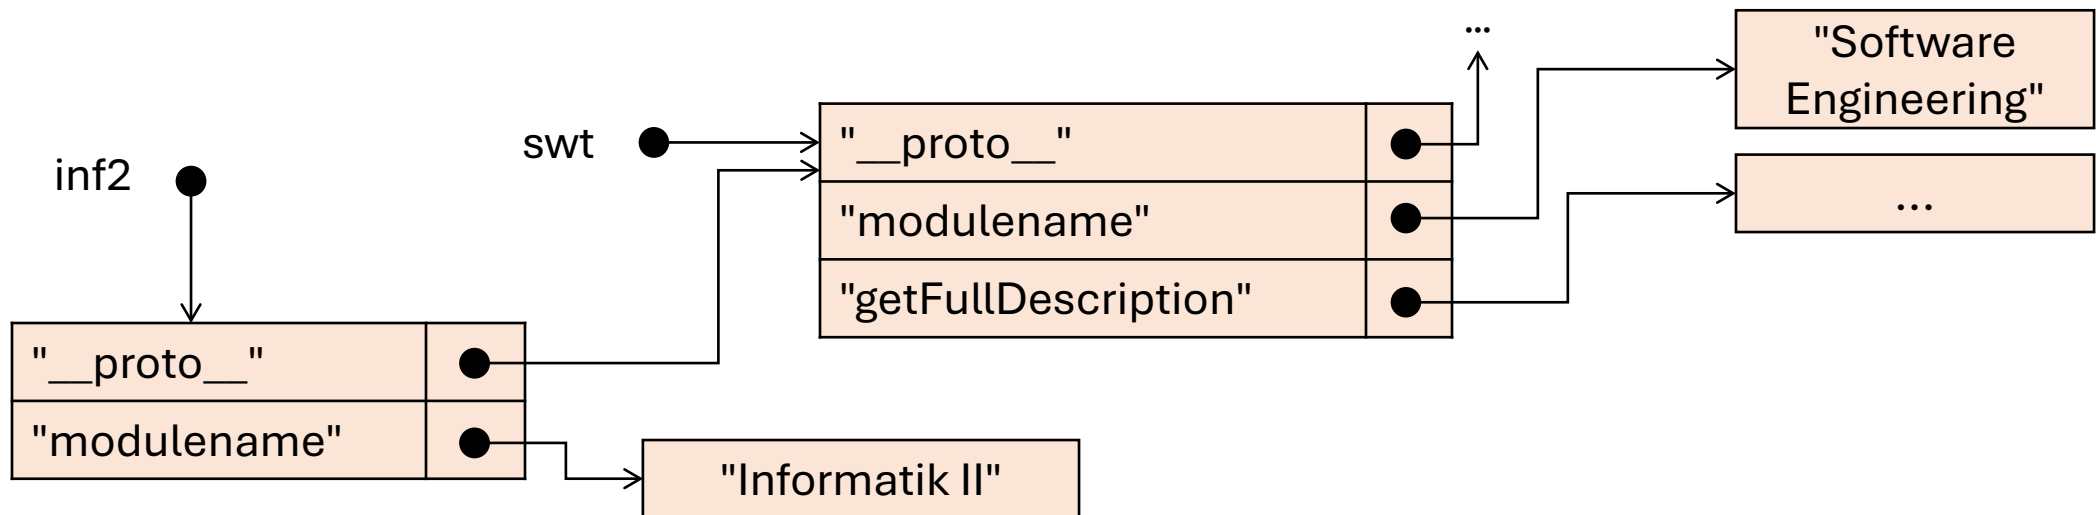 ...
"Software
Engineering"
swt
"__proto__"
inf2
"modulename"
...
"getFullDescription"
"__proto__"
"modulename"
"Informatik II"